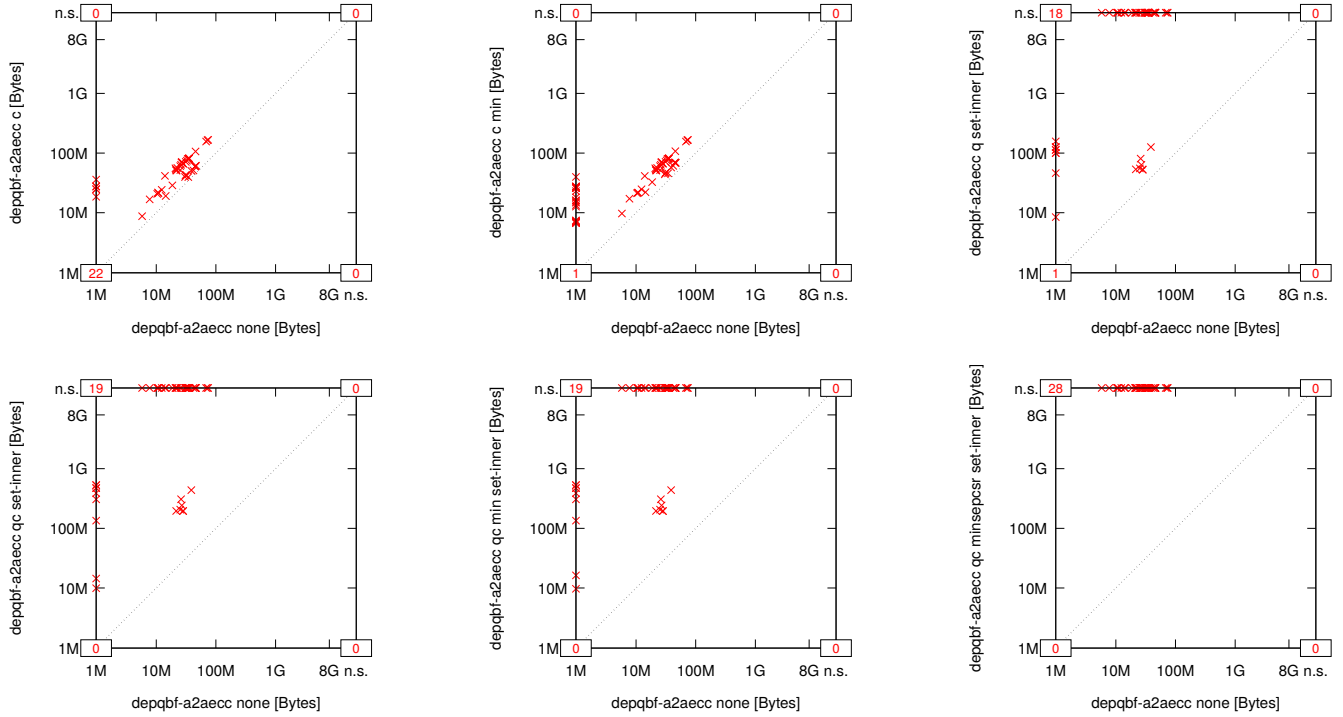 n.s. 0 0
8G
1G
100M
10M
1M 22 0
1M 10M 100M 1G 8G n.s.
depqbf-a2aecc c [Bytes]
depqbf-a2aecc none [Bytes]
n.s. 0 0
8G
1G
100M
10M
1M 1 0
1M 10M 100M 1G 8G n.s.
depqbf-a2aecc c min [Bytes]
depqbf-a2aecc none [Bytes]
n.s. 18 0
8G
1G
100M
10M
1M 1 0
1M 10M 100M 1G 8G n.s.
depqbf-a2aecc q set-inner [Bytes]
depqbf-a2aecc none [Bytes]
n.s. 19 0
8G
1G
100M
10M
1M 0 0
1M 10M 100M 1G 8G n.s.
depqbf-a2aecc qc set-inner [Bytes]
depqbf-a2aecc none [Bytes]
n.s. 19 0
8G
1G
100M
10M
1M 0 0
1M 10M 100M 1G 8G n.s.
depqbf-a2aecc qc min set-inner [Bytes]
depqbf-a2aecc none [Bytes]
n.s. 28 0
8G
1G
100M
10M
1M 0 0
1M 10M 100M 1G 8G n.s.
depqbf-a2aecc qc minsepcsr set-inner [Bytes]
depqbf-a2aecc none [Bytes]